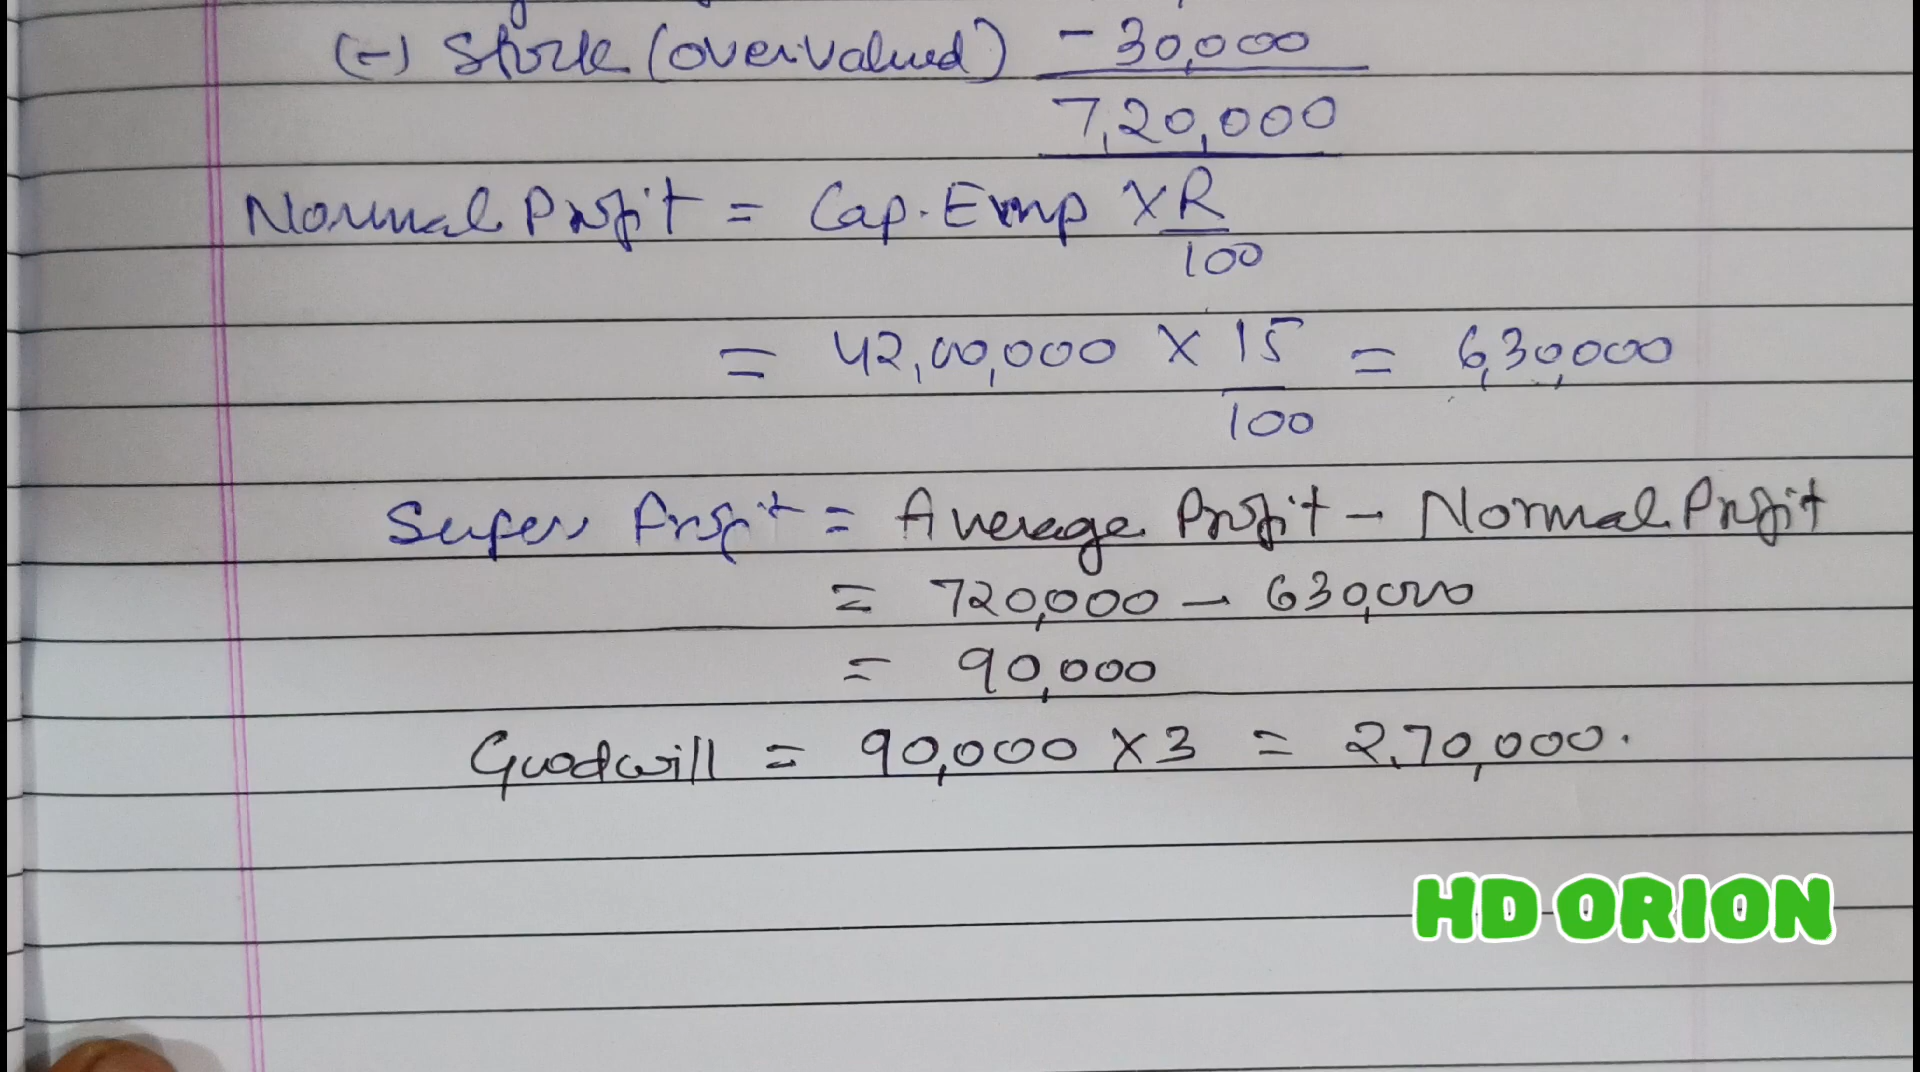 (-) Stock (overvalued) - 30,000
7,20,000
Normal Profit = Cap. Emp X R
100
= 42,00,000 X 15 = 6,30,000
100
Super Profit = Average Profit - Normal Profit
= 720,000 - 630,000
= 90,000
Goodwill = 90,000 X 3 = 2,70,000.
HD ORION